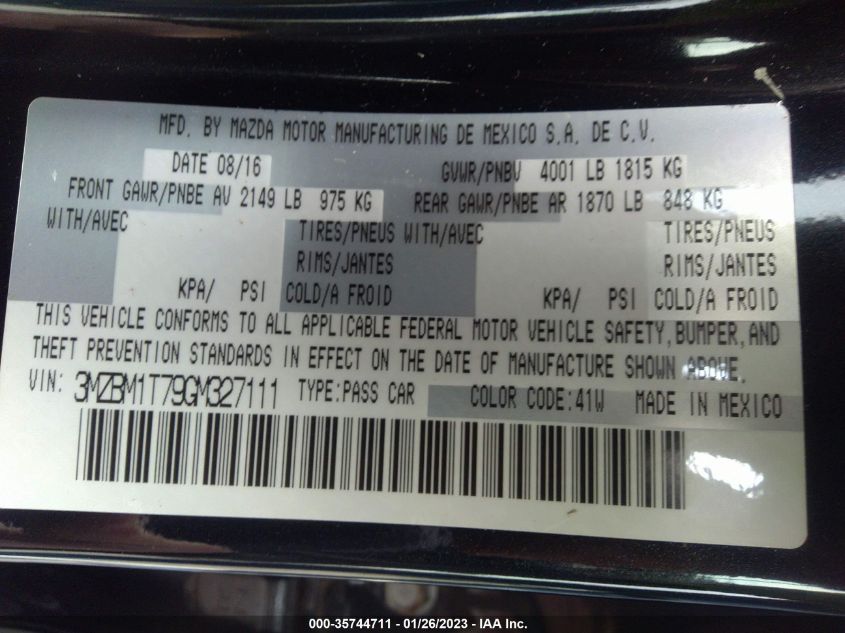 MFD. BY MAZDA MOTOR MANUFACTURING DE MEXICO S.A. DE C.V.
DATE 08/16 GVWR/PNBV 4001 LB 1815 KG
FRONT GAWR/PNBE AV 2149 LB 975 KG REAR GAWR/PNBE AR 1870 LB 848 KG
WITH/AVEC TIRES/PNEUS WITH/AVEC TIRES/PNEUS
RIMS/JANTES RIMS/JANTES
KPA/ PSI COLD/A FROID KPA/ PSI COLD/A FROID
THIS VEHICLE CONFORMS TO ALL APPLICABLE FEDERAL MOTOR VEHICLE SAFETY, BUMPER, AND
THEFT PREVENTION STANDARDS IN EFFECT ON THE DATE OF MANUFACTURE SHOWN ABOVE.
VIN: 3MZBM1T79GM327111 TYPE:PASS CAR COLOR CODE:41W MADE IN MEXICO
000-35744711 — 01/26/2023 — IAA Inc.